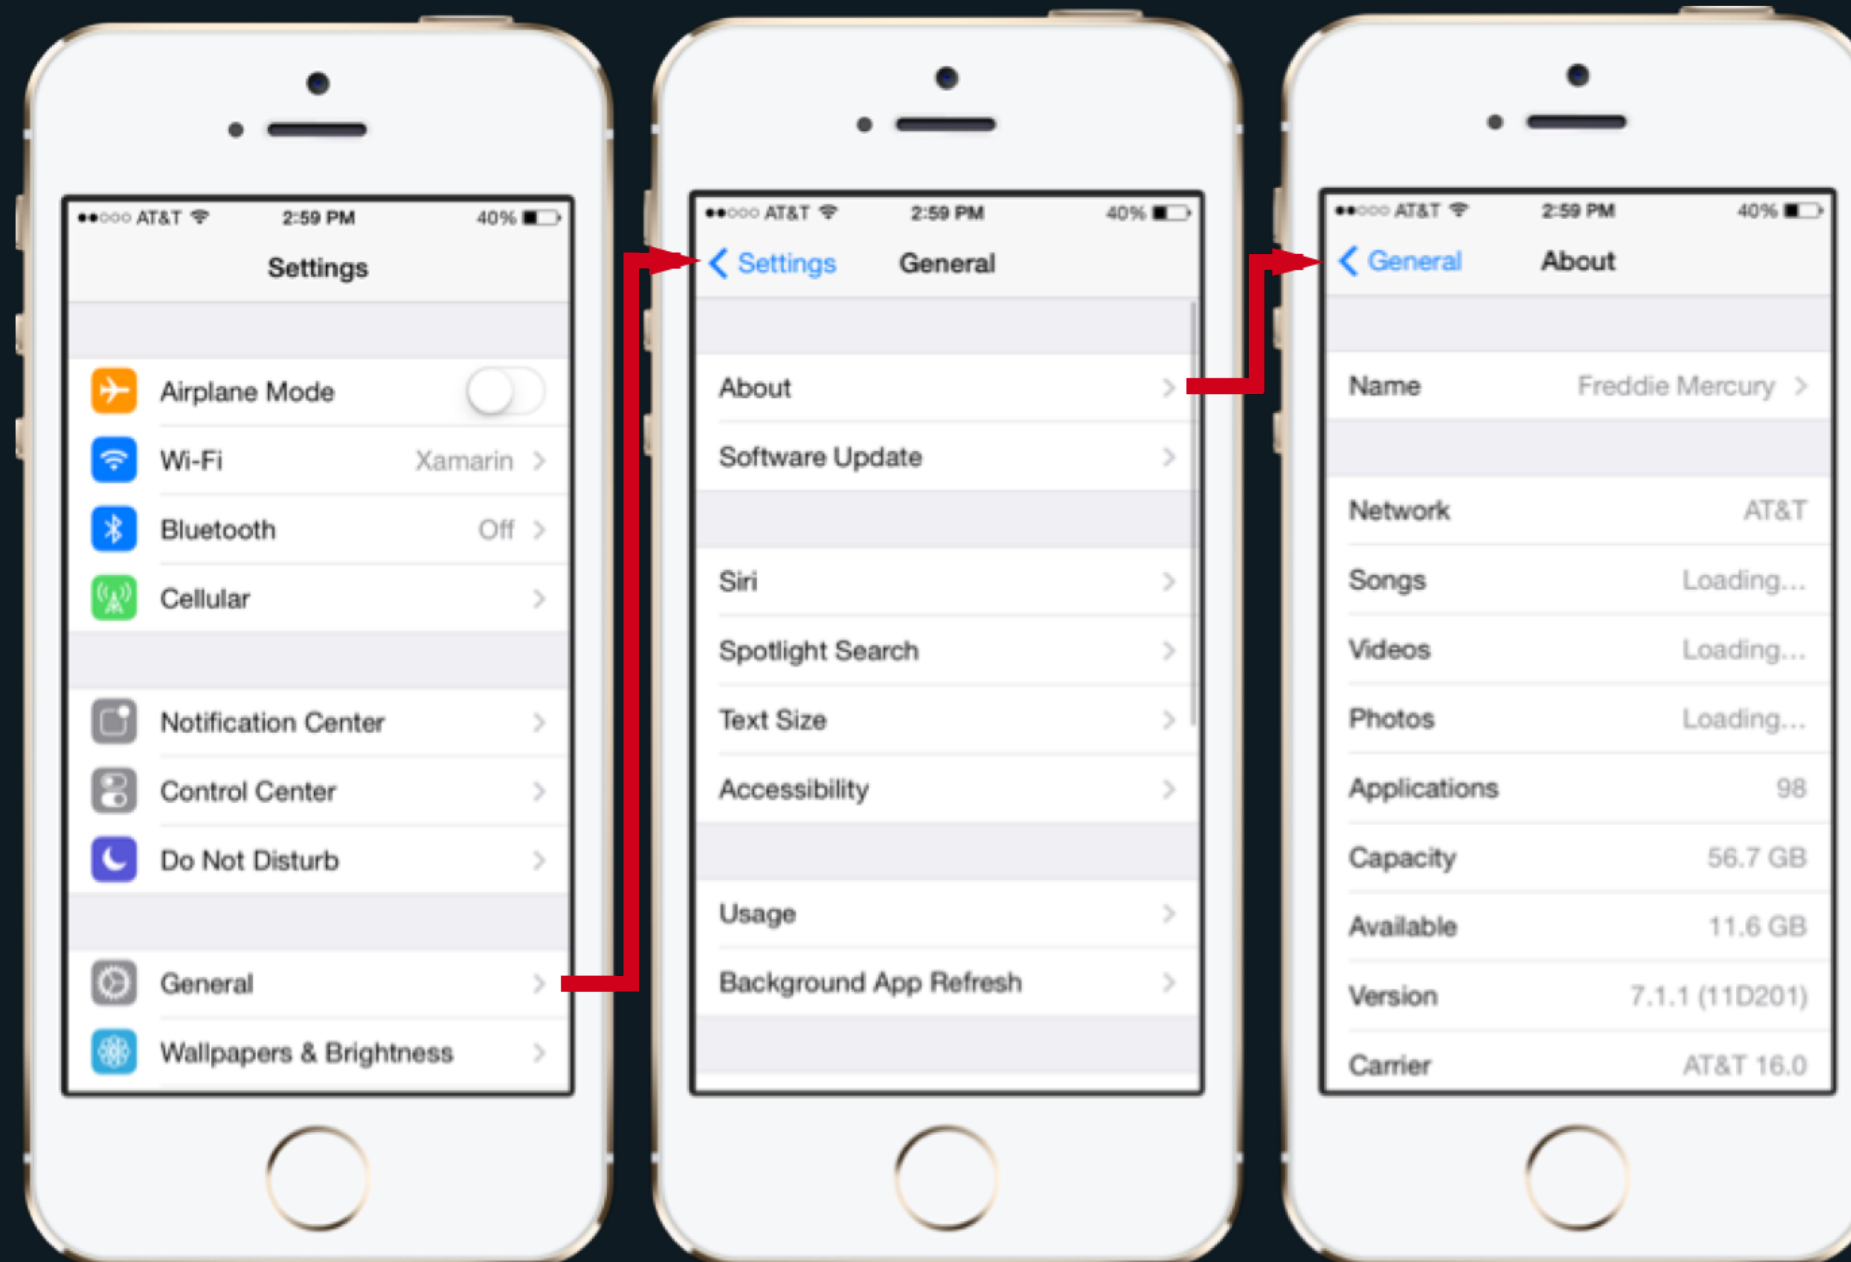 AT&T 2:59 PM 40%
Settings
Airplane Mode
Wi-Fi Xamarin
Bluetooth Off
Cellular
Notification Center
Control Center
Do Not Disturb
General
Wallpapers & Brightness
AT&T 2:59 PM 40%
Settings General
About
Software Update
Siri
Spotlight Search
Text Size
Accessibility
Usage
Background App Refresh
AT&T 2:59 PM 40%
General About
Name Freddie Mercury
Network AT&T
Songs Loading...
Videos Loading...
Photos Loading...
Applications 98
Capacity 56.7 GB
Available 11.6 GB
Version 7.1.1 (11D201)
Carrier AT&T 16.0